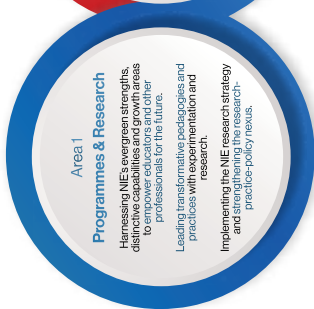 Area 1
Programmes & Research
Harnessing NIE's evergreen strengths,
distinctive capabilities and growth areas
to empower educators and other
professionals for the future.
Leading transformative pedagogies and
practices with experimentation and
research.
Implementing the NIE research strategy
and strengthening the research-
practice-policy nexus.